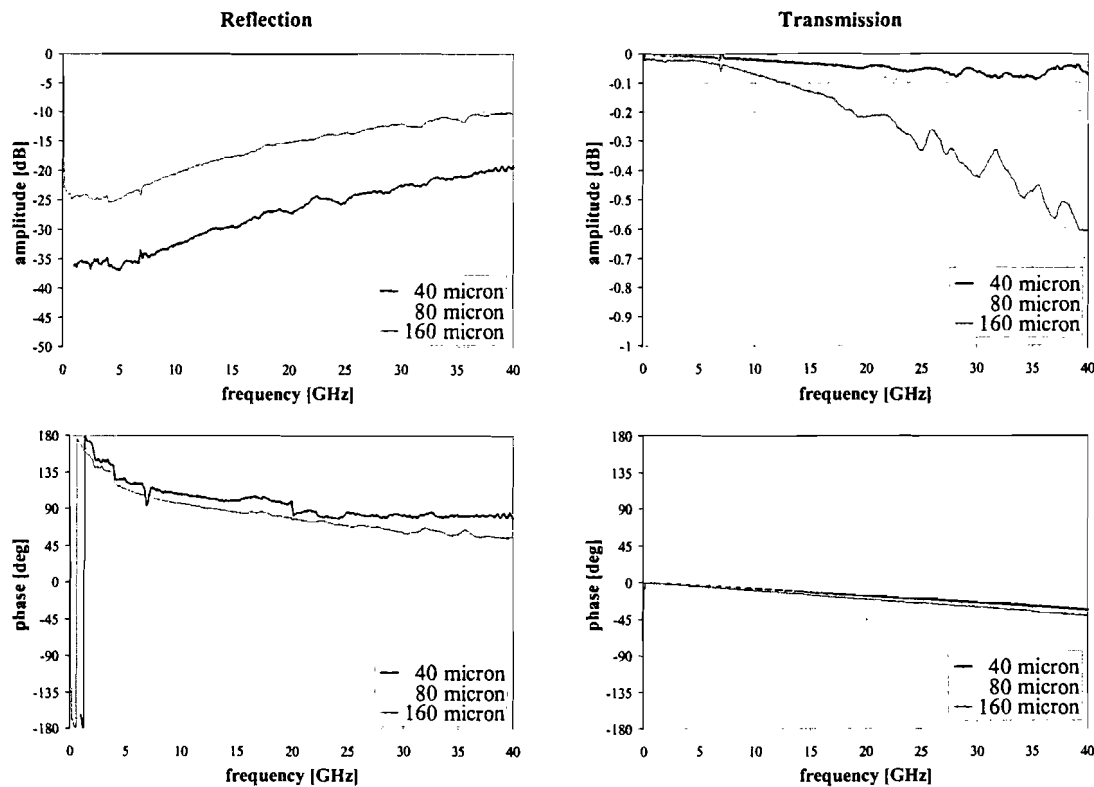 Reflection
Transmission
amplitude [dB]
0
-5
-10
-15
-20
-25
-30
-35
-40
-45
-50
40 micron
80 micron
160 micron
0 5 10 15 20 25 30 35 40
frequency [GHz]
amplitude [dB]
0
-0.1
-0.2
-0.3
-0.4
-0.5
-0.6
-0.7
-0.8
-0.9
-1
40 micron
80 micron
160 micron
0 5 10 15 20 25 30 35 40
frequency [GHz]
phase [deg]
180
135
90
45
0
-45
-90
-135
-180
40 micron
80 micron
160 micron
0 5 10 15 20 25 30 35 40
frequency [GHz]
phase [deg]
180
135
90
45
0
-45
-90
-135
-180
40 micron
80 micron
160 micron
0 5 10 15 20 25 30 35 40
frequency [GHz]